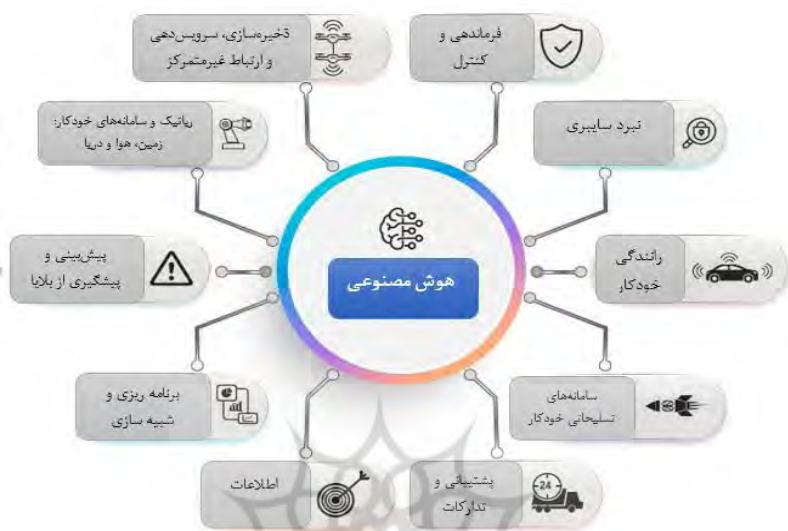 فرماندهی و
کنترل
ذخیره‌سازی، سرویس‌دهی
و ارتباط غیرمتمرکز
نبرد سایبری
رباتیک و سامانه‌های خودکار:
زمین، هوا و دریا
رانندگی
خودکار
هوش مصنوعی
پیش‌بینی و
پیشگیری از بلایا
سامانه‌های
تسلیحاتی خودکار
برنامه ریزی و
شبیه سازی
پشتیبانی و
تدارکات
24
اطلاعات